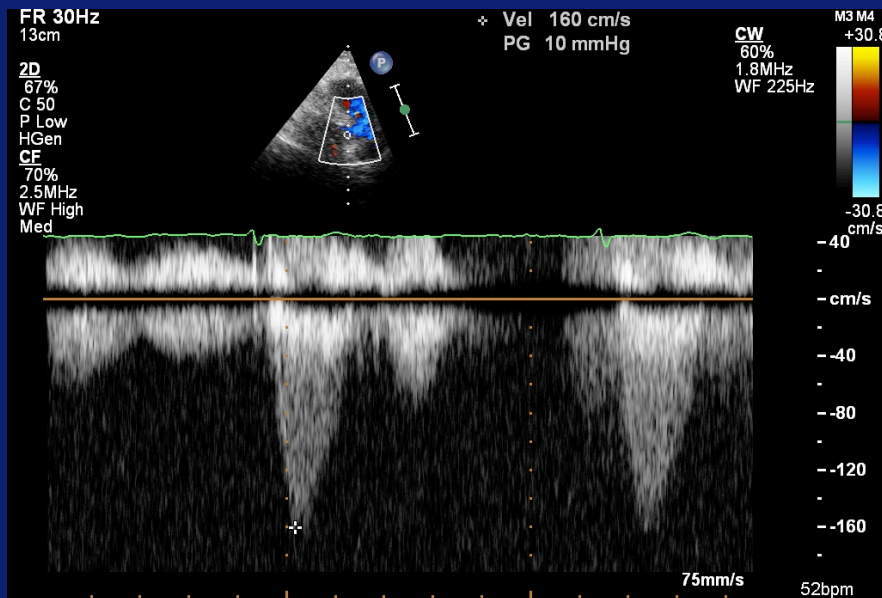 FR 30Hz
13cm
2D
67%
C 50
P Low
HGen
CF
70%
2.5MHz
WF High
Med
Vel 160 cm/s
PG 10 mmHg
P
CW
60%
1.8MHz
WF 225Hz
M3 M4
+30.8
-30.8
cm/s
40
cm/s
-40
-80
-120
-160
75mm/s
52bpm